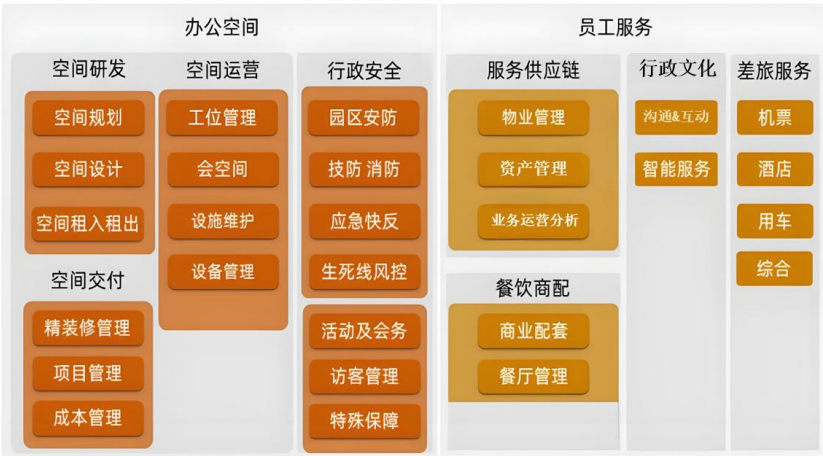 办公空间
空间研发
空间规划
空间设计
空间租入租出
空间交付
精装修管理
项目管理
成本管理
空间运营
工位管理
会空间
设施维护
设备管理
行政安全
园区安防
技防 消防
应急快反
生死线风控
活动及会务
访客管理
特殊保障
员工服务
服务供应链
物业管理
资产管理
业务运营分析
餐饮商配
商业配套
餐厅管理
行政文化
沟通&互动
智能服务
差旅服务
机票
酒店
用车
综合